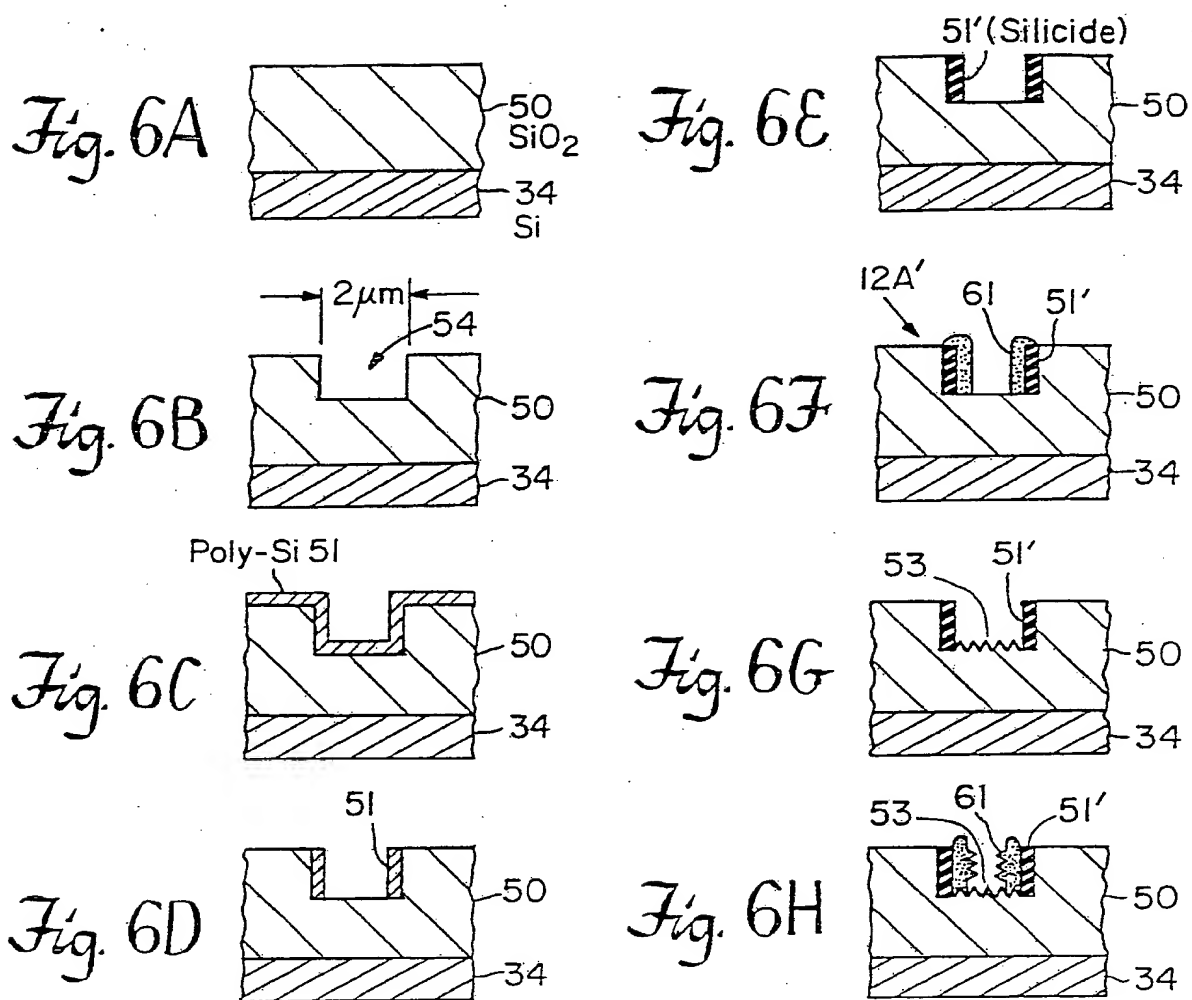 Fig. 6A
50
SiO2
34
Si
Fig. 6B
2μm
54
50
34
Fig. 6C
Poly-Si 51
50
34
Fig. 6D
51
50
34
Fig. 6E
51'(Silicide)
50
34
Fig. 6F
12A'
61
51'
50
34
Fig. 6G
53
51'
50
34
Fig. 6H
53
61
51'
50
34